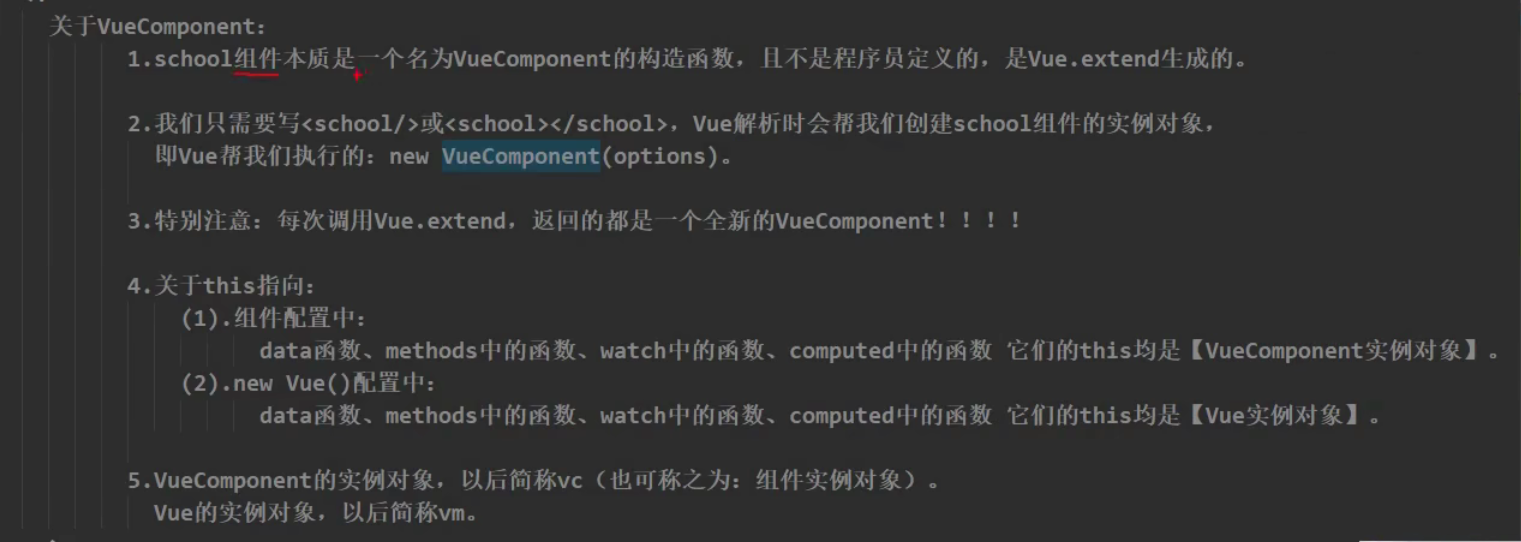 关于VueComponent：
1.school组件本质是一个名为VueComponent的构造函数，且不是程序员定义的，是Vue.extend生成的。
2.我们只需要写<school/>或<school></school>，Vue解析时会帮我们创建school组件的实例对象，
即Vue帮我们执行的：new VueComponent(options)。
3.特别注意：每次调用Vue.extend，返回的都是一个全新的VueComponent！！！！
4.关于this指向：
(1).组件配置中：
data函数、methods中的函数、watch中的函数、computed中的函数 它们的this均是【VueComponent实例对象】。
(2).new Vue()配置中：
data函数、methods中的函数、watch中的函数、computed中的函数 它们的this均是【Vue实例对象】。
5.VueComponent的实例对象，以后简称vc（也可称之为：组件实例对象）。
Vue的实例对象，以后简称vm。